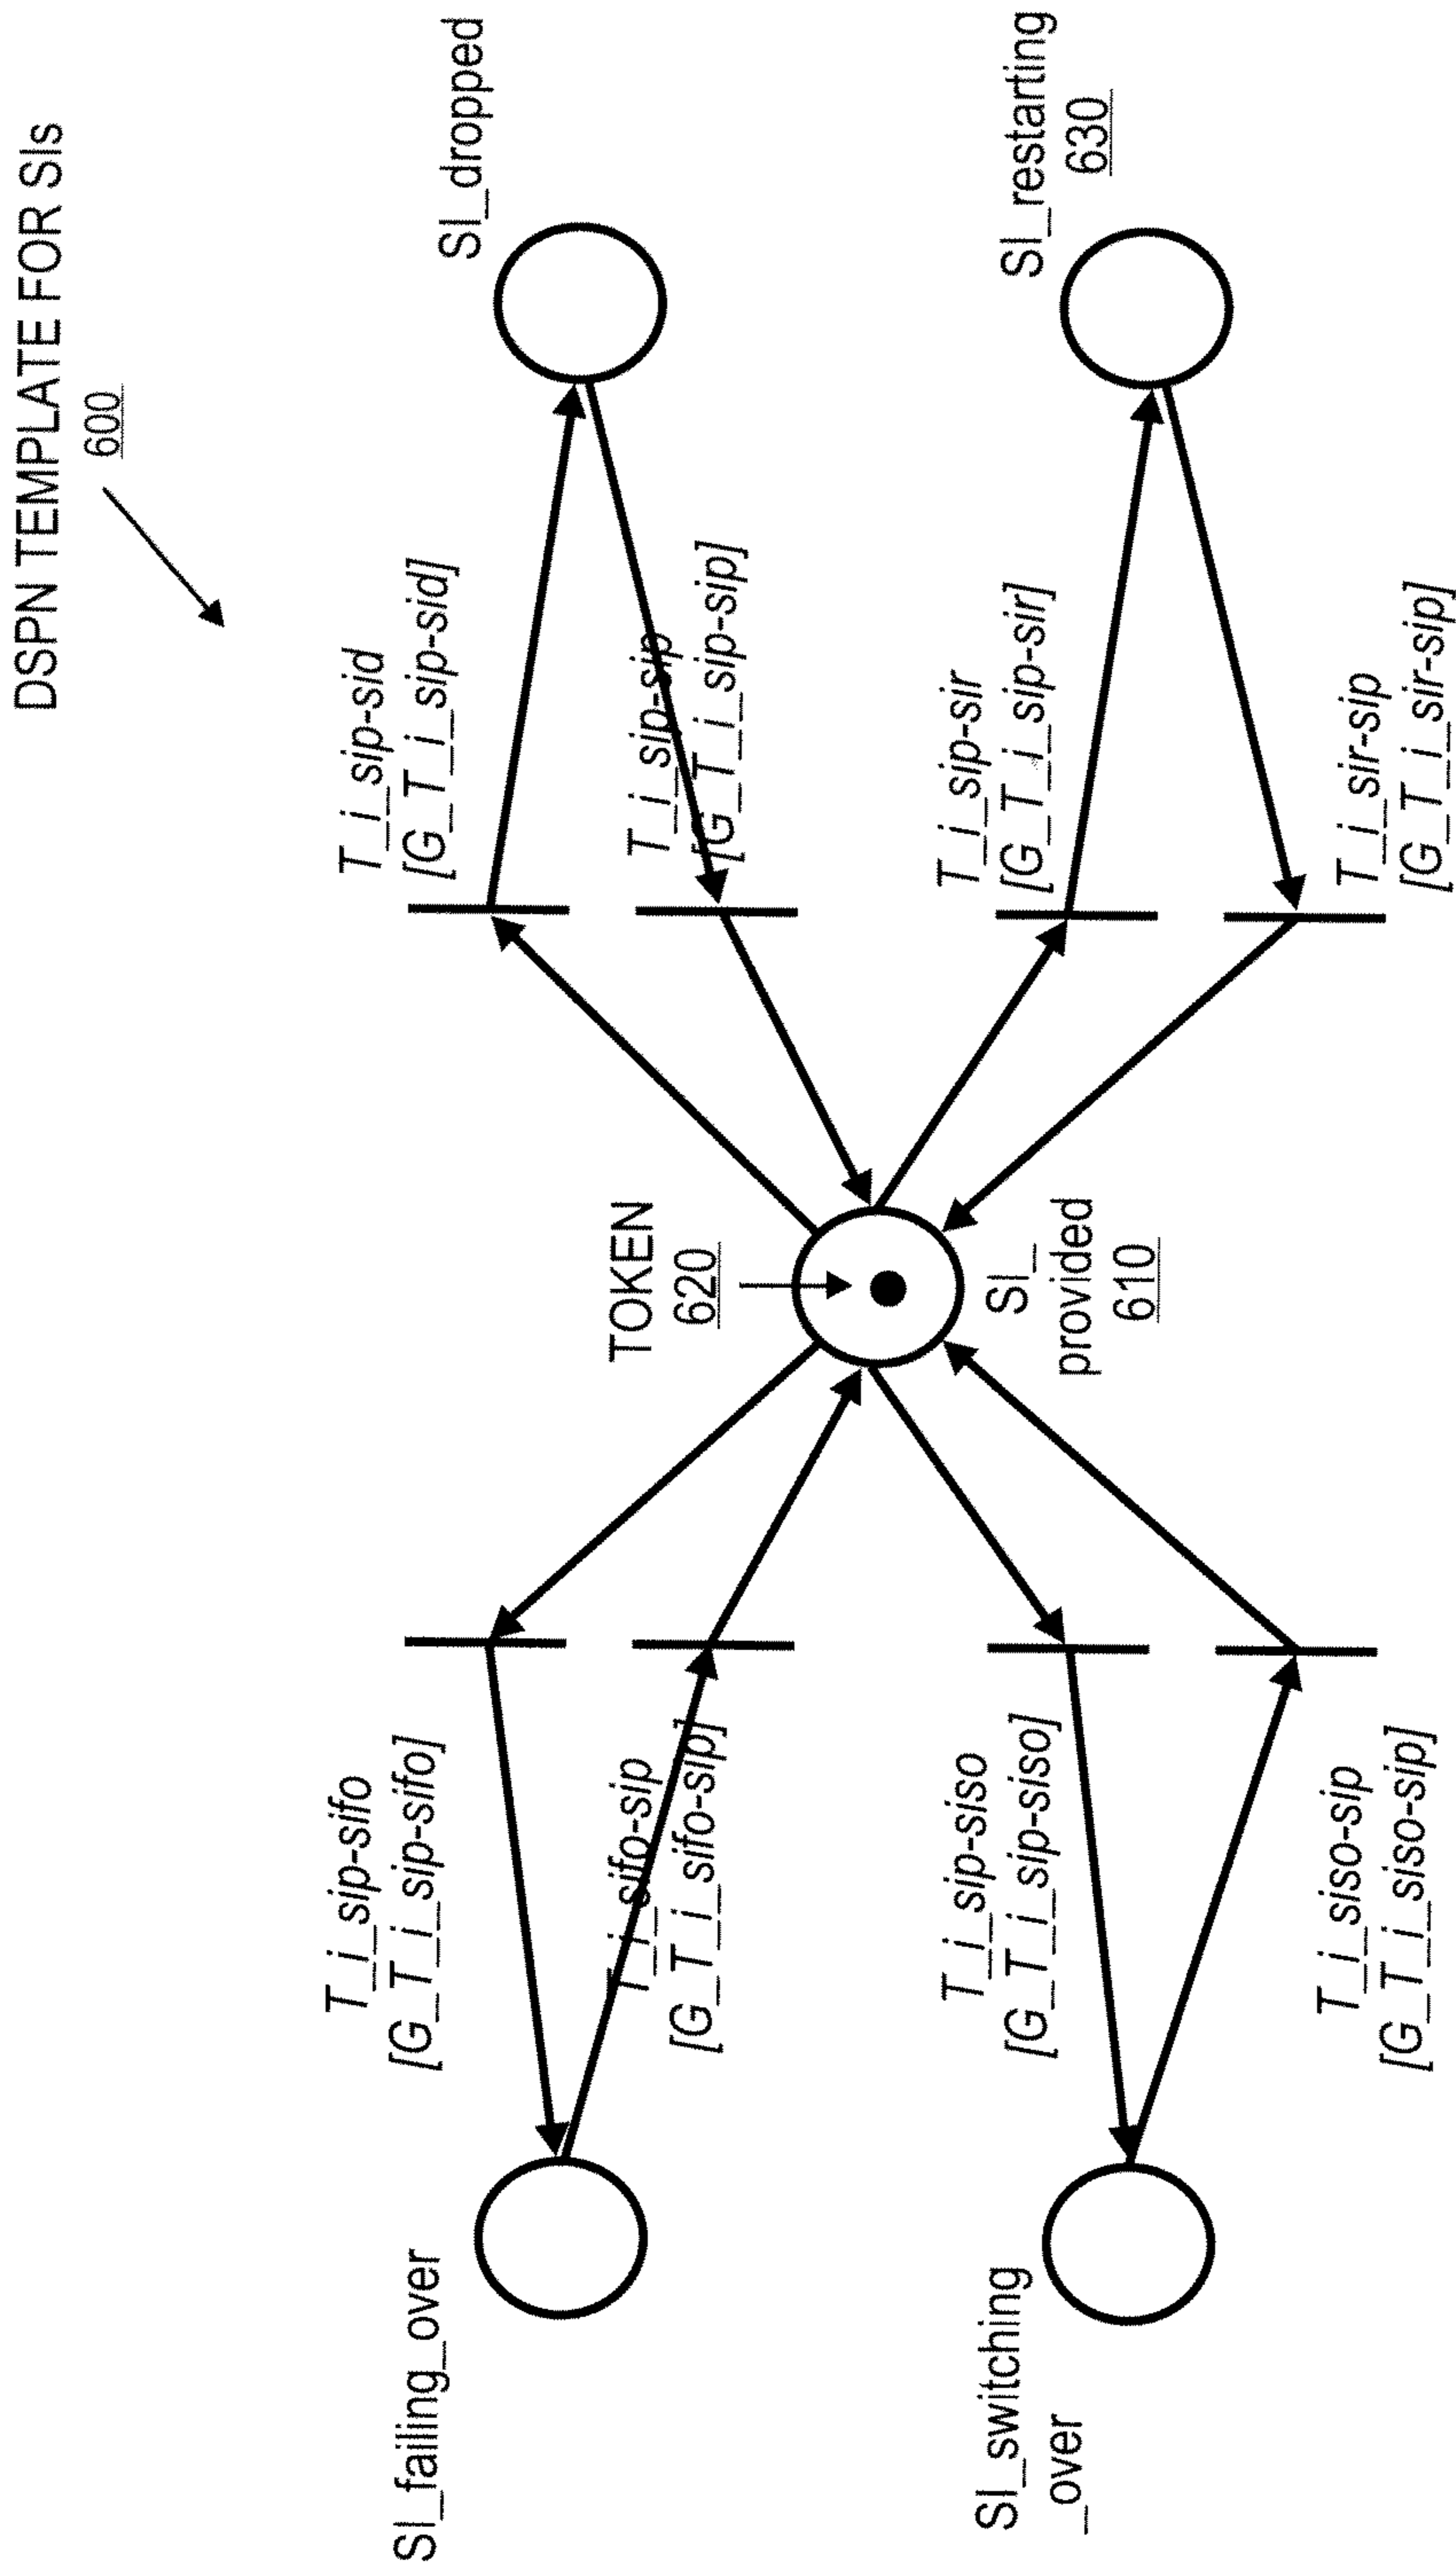 DSPN TEMPLATE FOR SIs
600
SI_failing_over
T_i_sip-sifo
[G_T_i_sip-sifo]
T_i_sifo-sip
[G_T_i_sifo-sip]
TOKEN
620
T_i_sip-sid
[G_T_i_sip-sid]
T_i_sip-sip
[G_T_i_sip-sip]
SI_dropped
SI_switching
_over
T_i_sip-siso
[G_T_i_sip-siso]
T_i_siso-sip
[G_T_i_siso-sip]
SI_
provided
610
T_i_sip-sir
[G_T_i_sip-sir]
T_i_sir-sip
[G_T_i_sir-sip]
SI_restarting
630